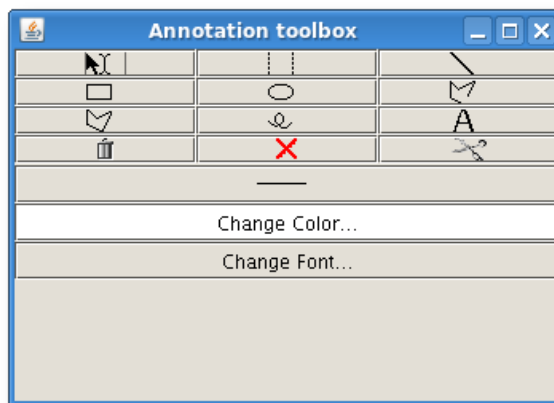 Annotation toolbox
A
Change Color...
Change Font...